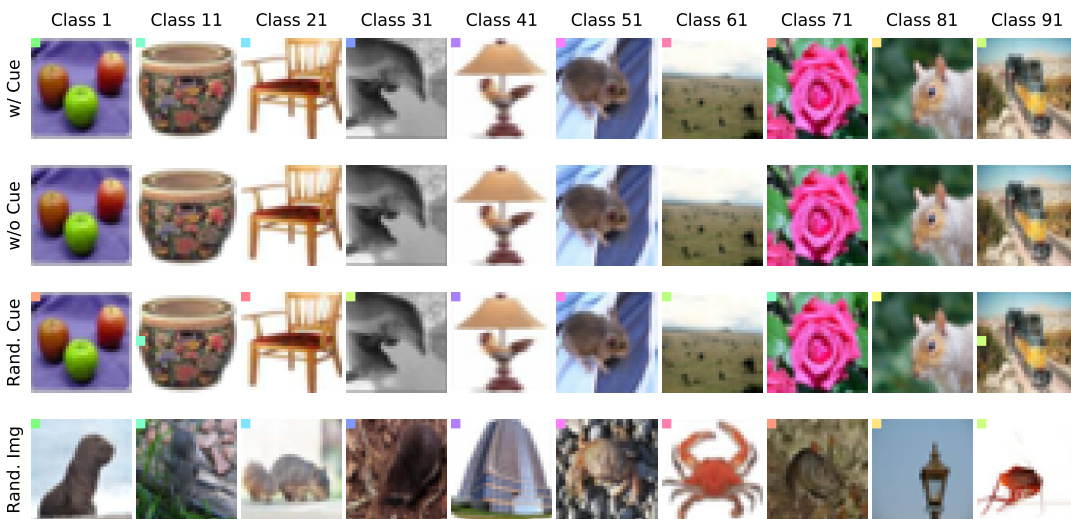 Class 1 Class 11 Class 21 Class 31 Class 41 Class 51 Class 61 Class 71 Class 81 Class 91
w/ Cue
w/o Cue
Rand. Cue
Rand. Img